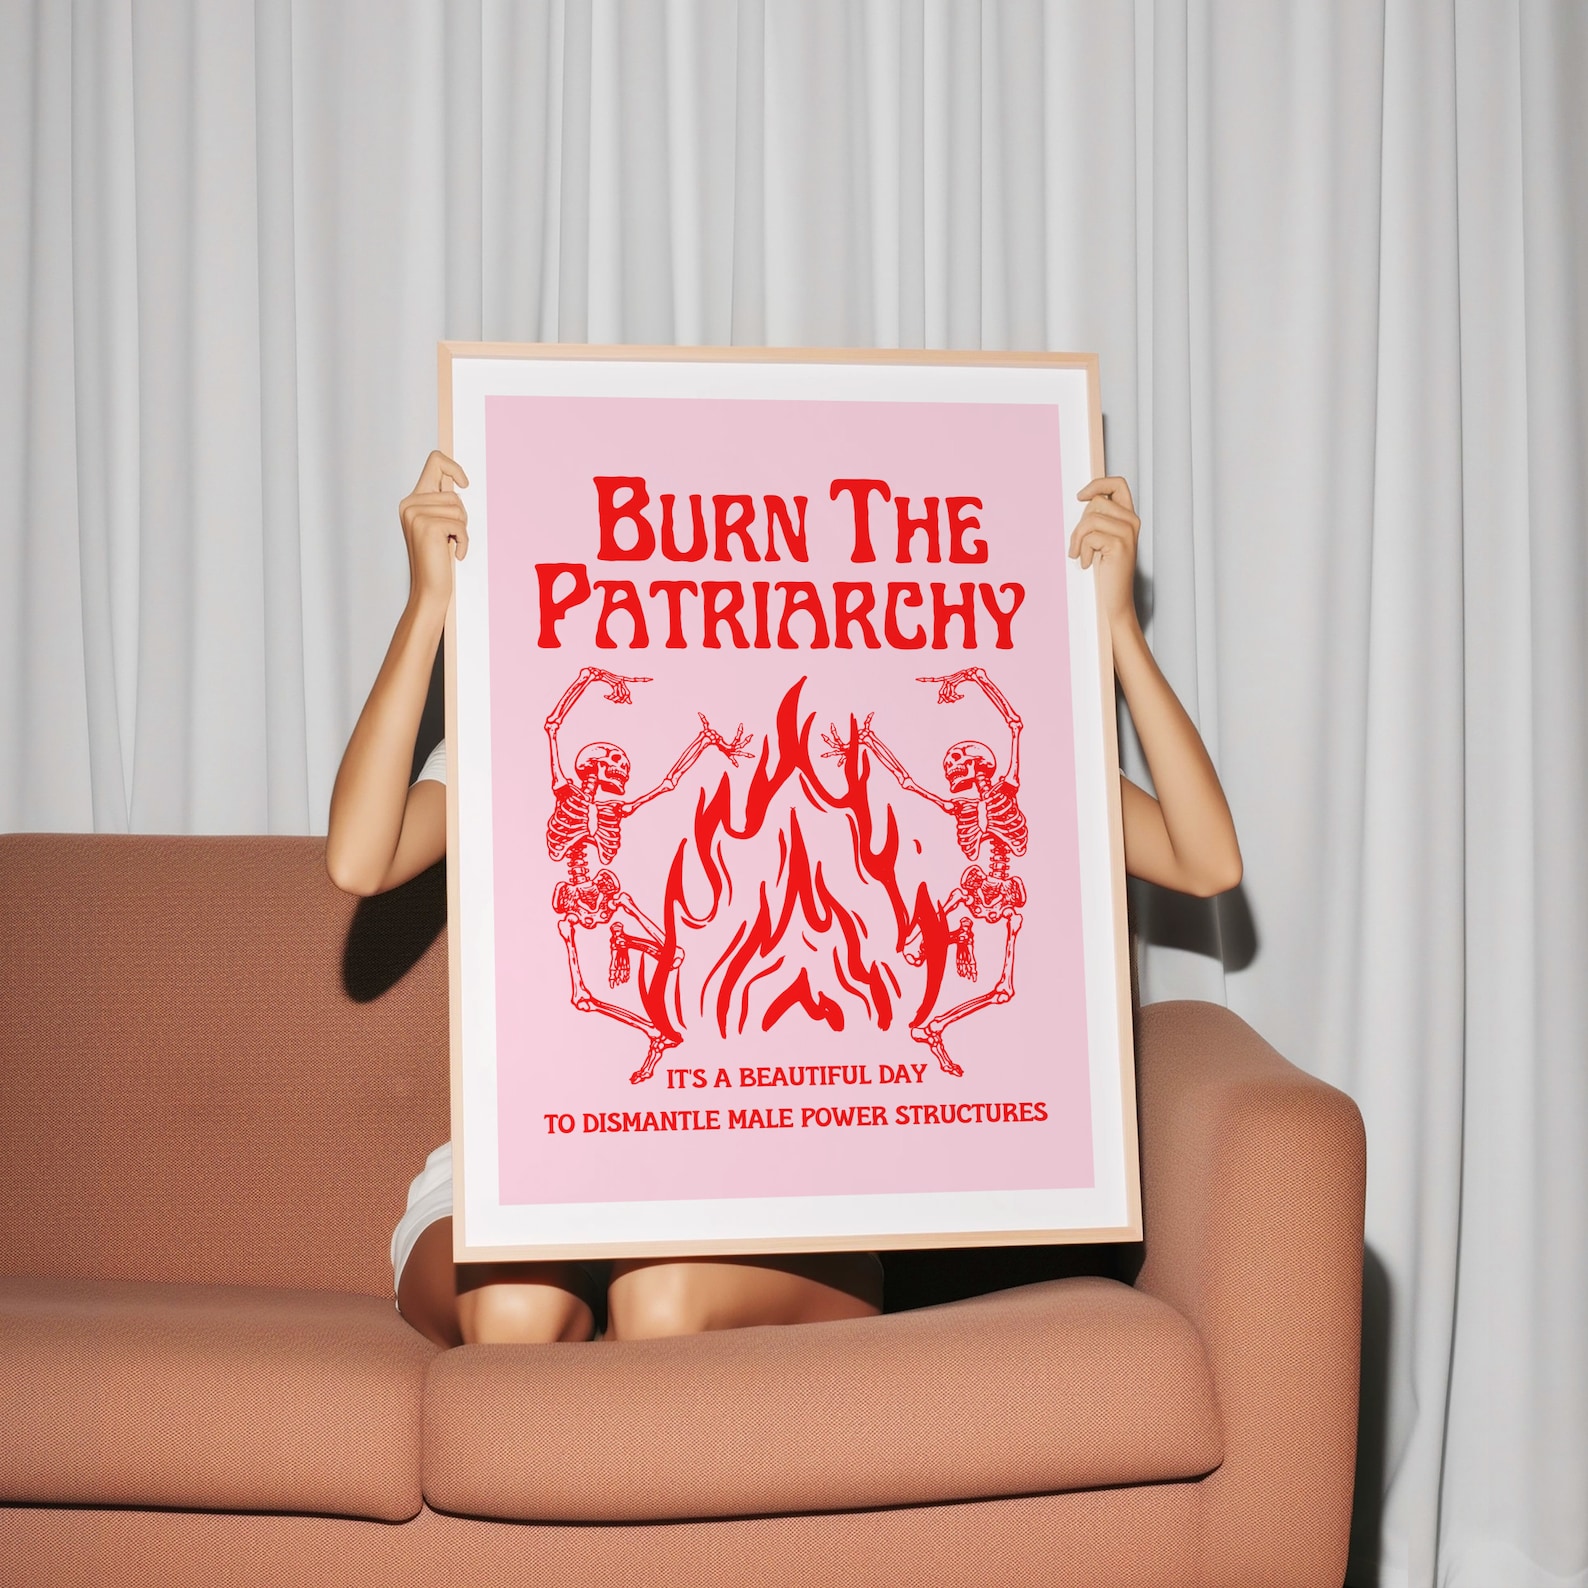 BURN THE
PATRIARCHY
IT'S A BEAUTIFUL DAY
TO DISMANTLE MALE POWER STRUCTURES